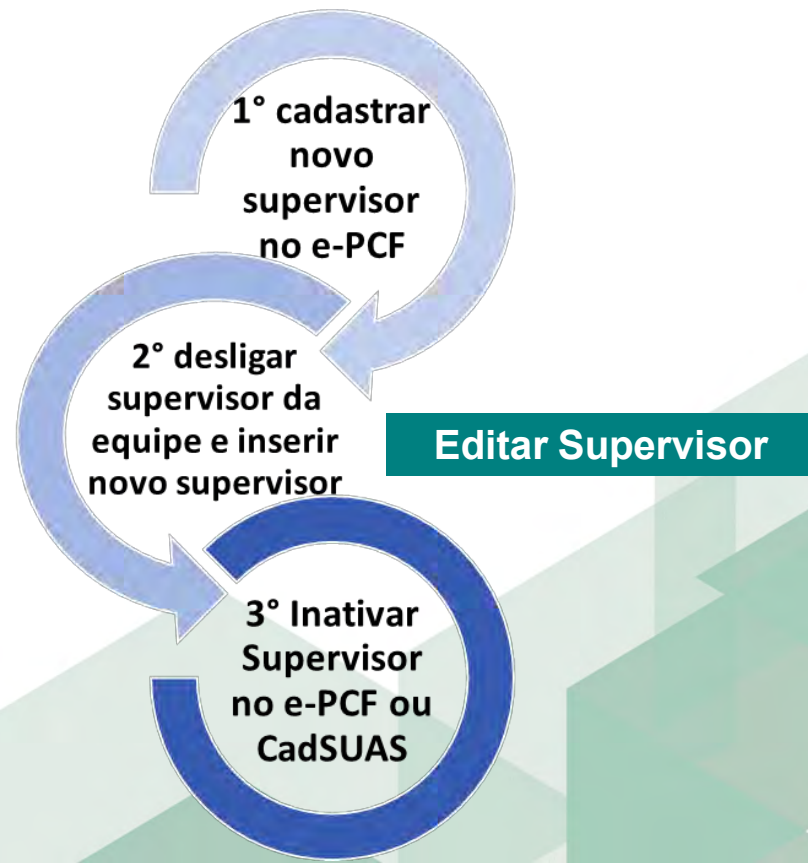 1° cadastrar
novo
supervisor
no e-PCF
2° desligar
supervisor da
equipe e inserir
novo supervisor
Editar Supervisor
3° Inativar
Supervisor
no e-PCF ou
CadSUAS